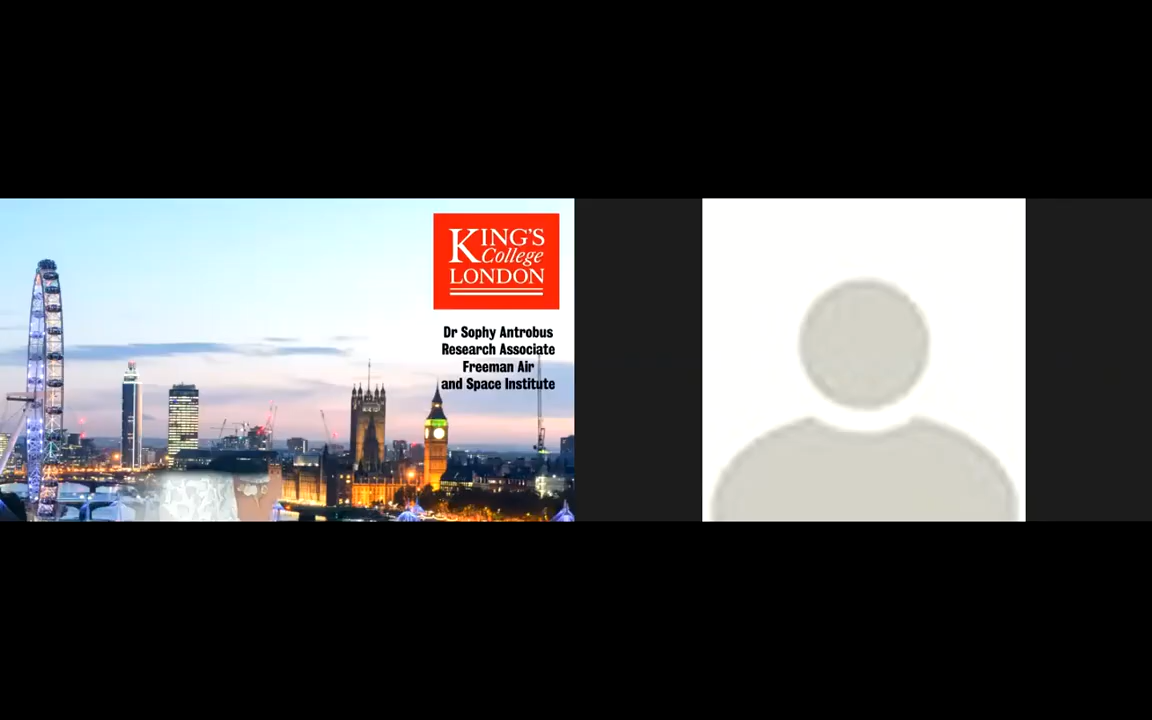 KING'S
College
LONDON
Dr Sophy Antrobus
Research Associate
Freeman Air
and Space Institute